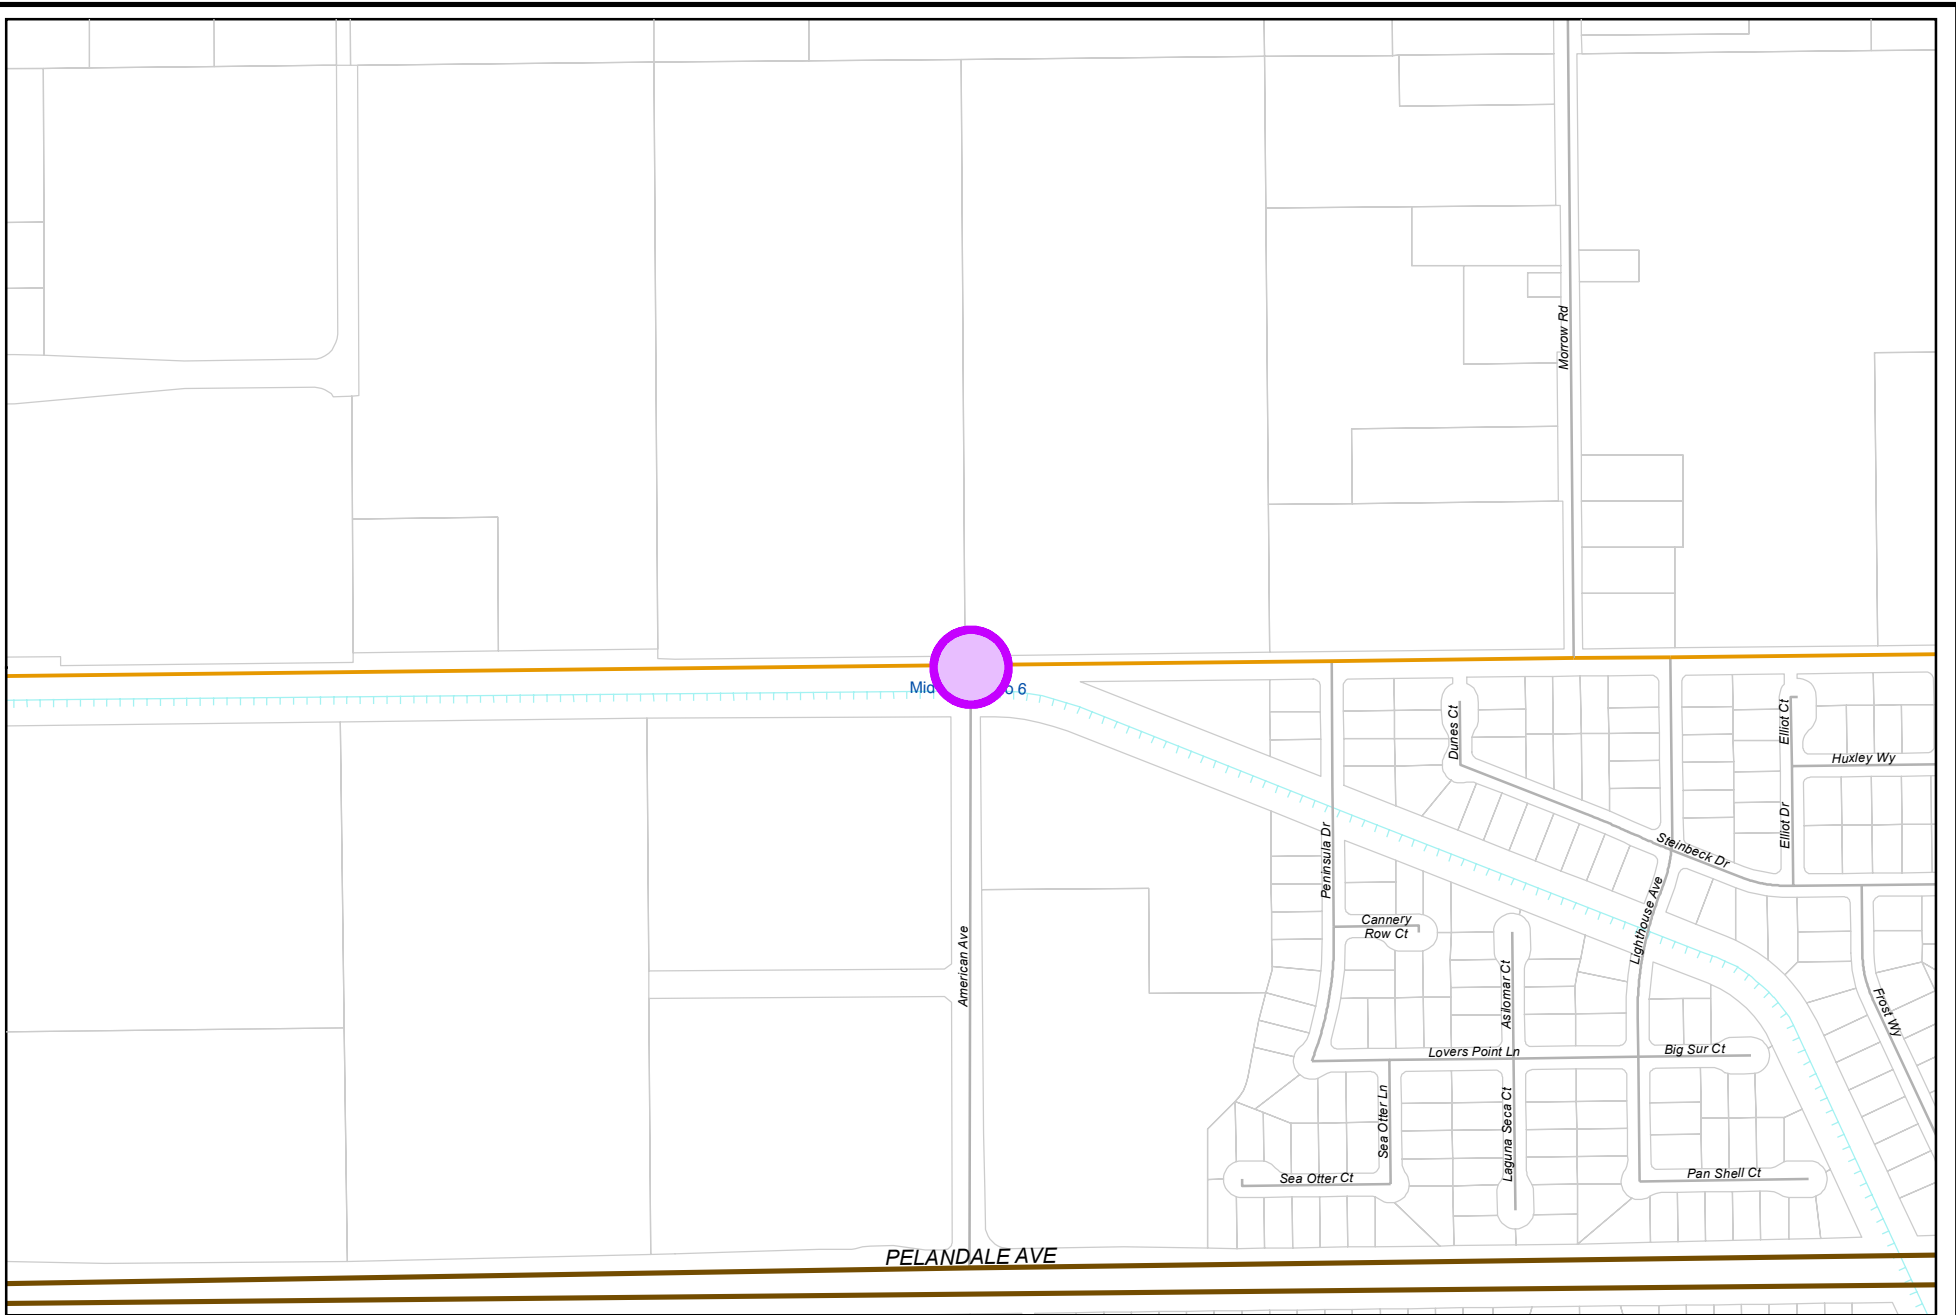 Morrow Rd
Mid
o 6
Dunes Ct
Elliot Ct
Huxley Wy
Elliot Dr
Peninsula Dr
Steinbeck Dr
Lighthouse Ave
Cannery
Row Ct
American Ave
Asilomar Ct
Frost Wy
Lovers Point Ln
Big Sur Ct
Sea Otter Ln
Laguna Seca Ct
Sea Otter Ct
Pan Shell Ct
PELANDALE AVE